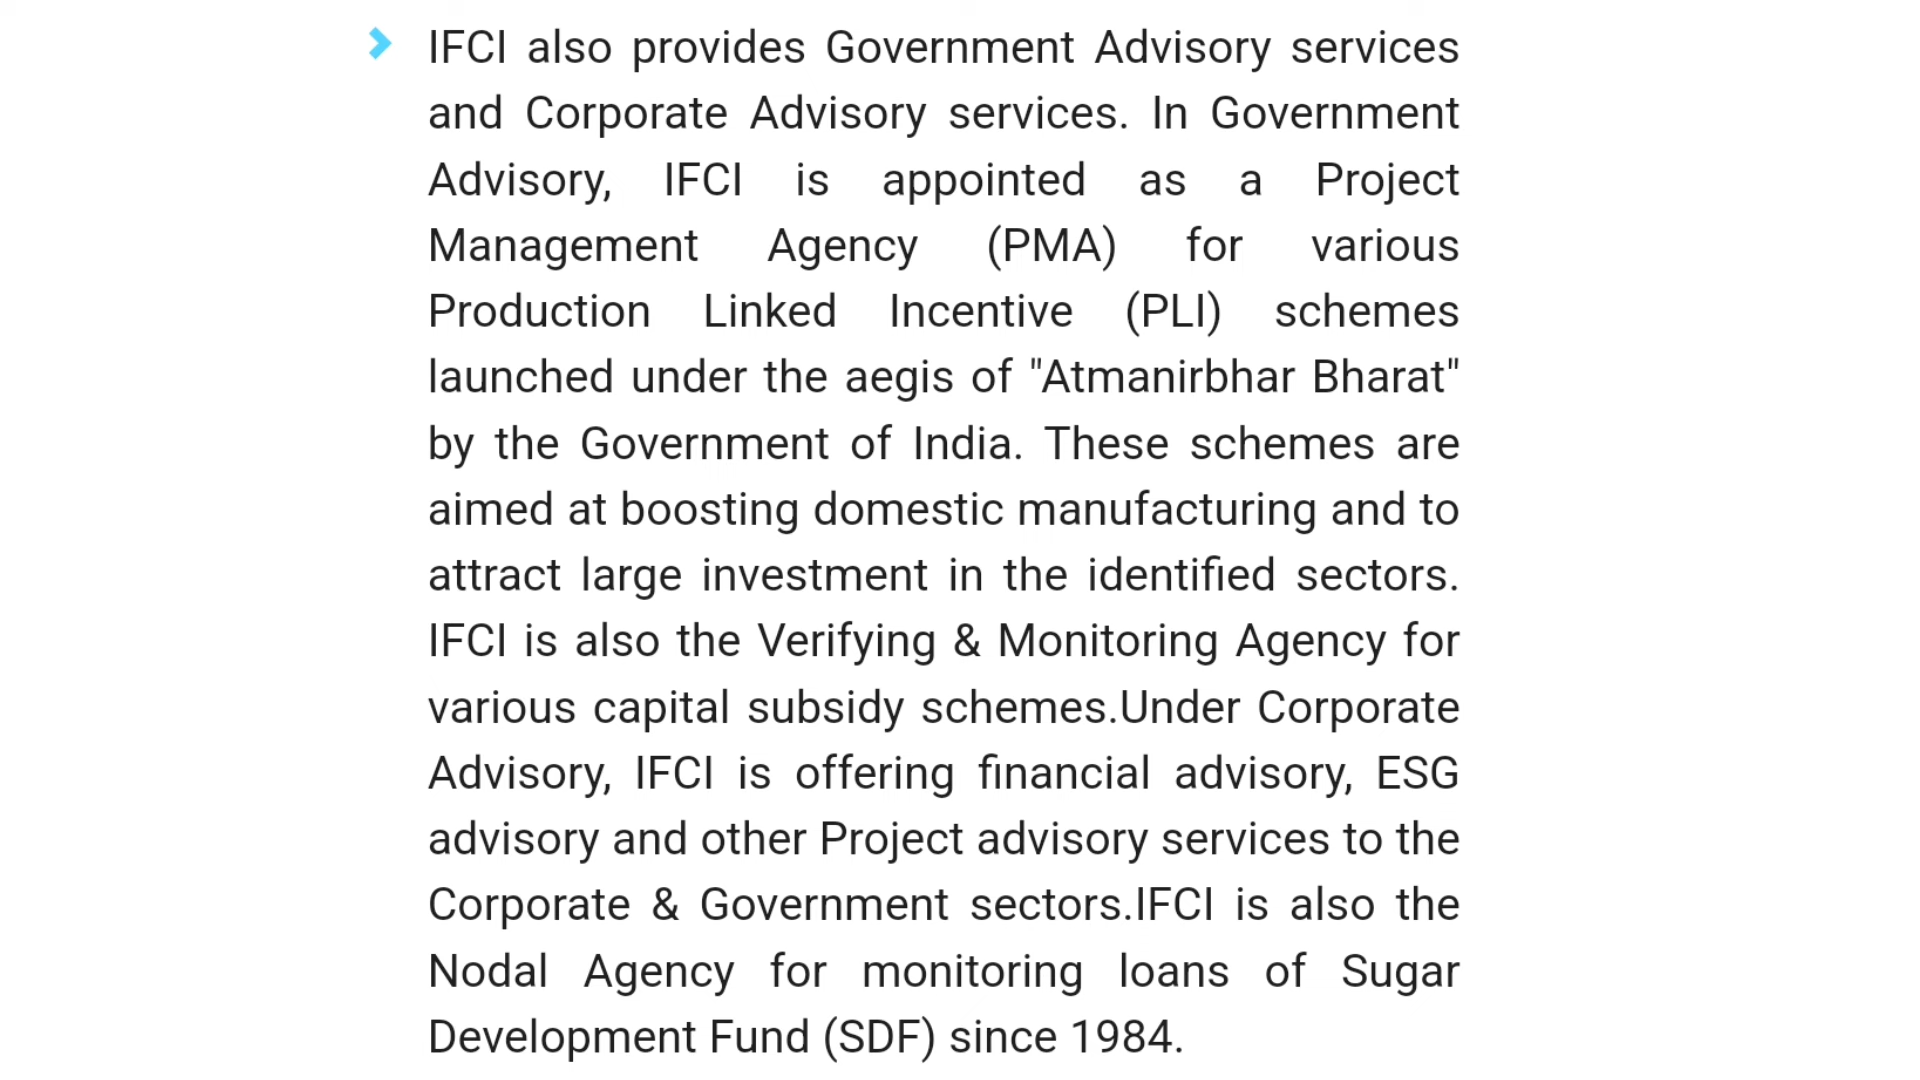 IFCI also provides Government Advisory services
and Corporate Advisory services. In Government
Advisory, IFCI is appointed as a Project
Management Agency (PMA) for various
Production Linked Incentive (PLI) schemes
launched under the aegis of "Atmanirbhar Bharat"
by the Government of India. These schemes are
aimed at boosting domestic manufacturing and to
attract large investment in the identified sectors.
IFCI is also the Verifying & Monitoring Agency for
various capital subsidy schemes.Under Corporate
Advisory, IFCI is offering financial advisory, ESG
advisory and other Project advisory services to the
Corporate & Government sectors.IFCI is also the
Nodal Agency for monitoring loans of Sugar
Development Fund (SDF) since 1984.